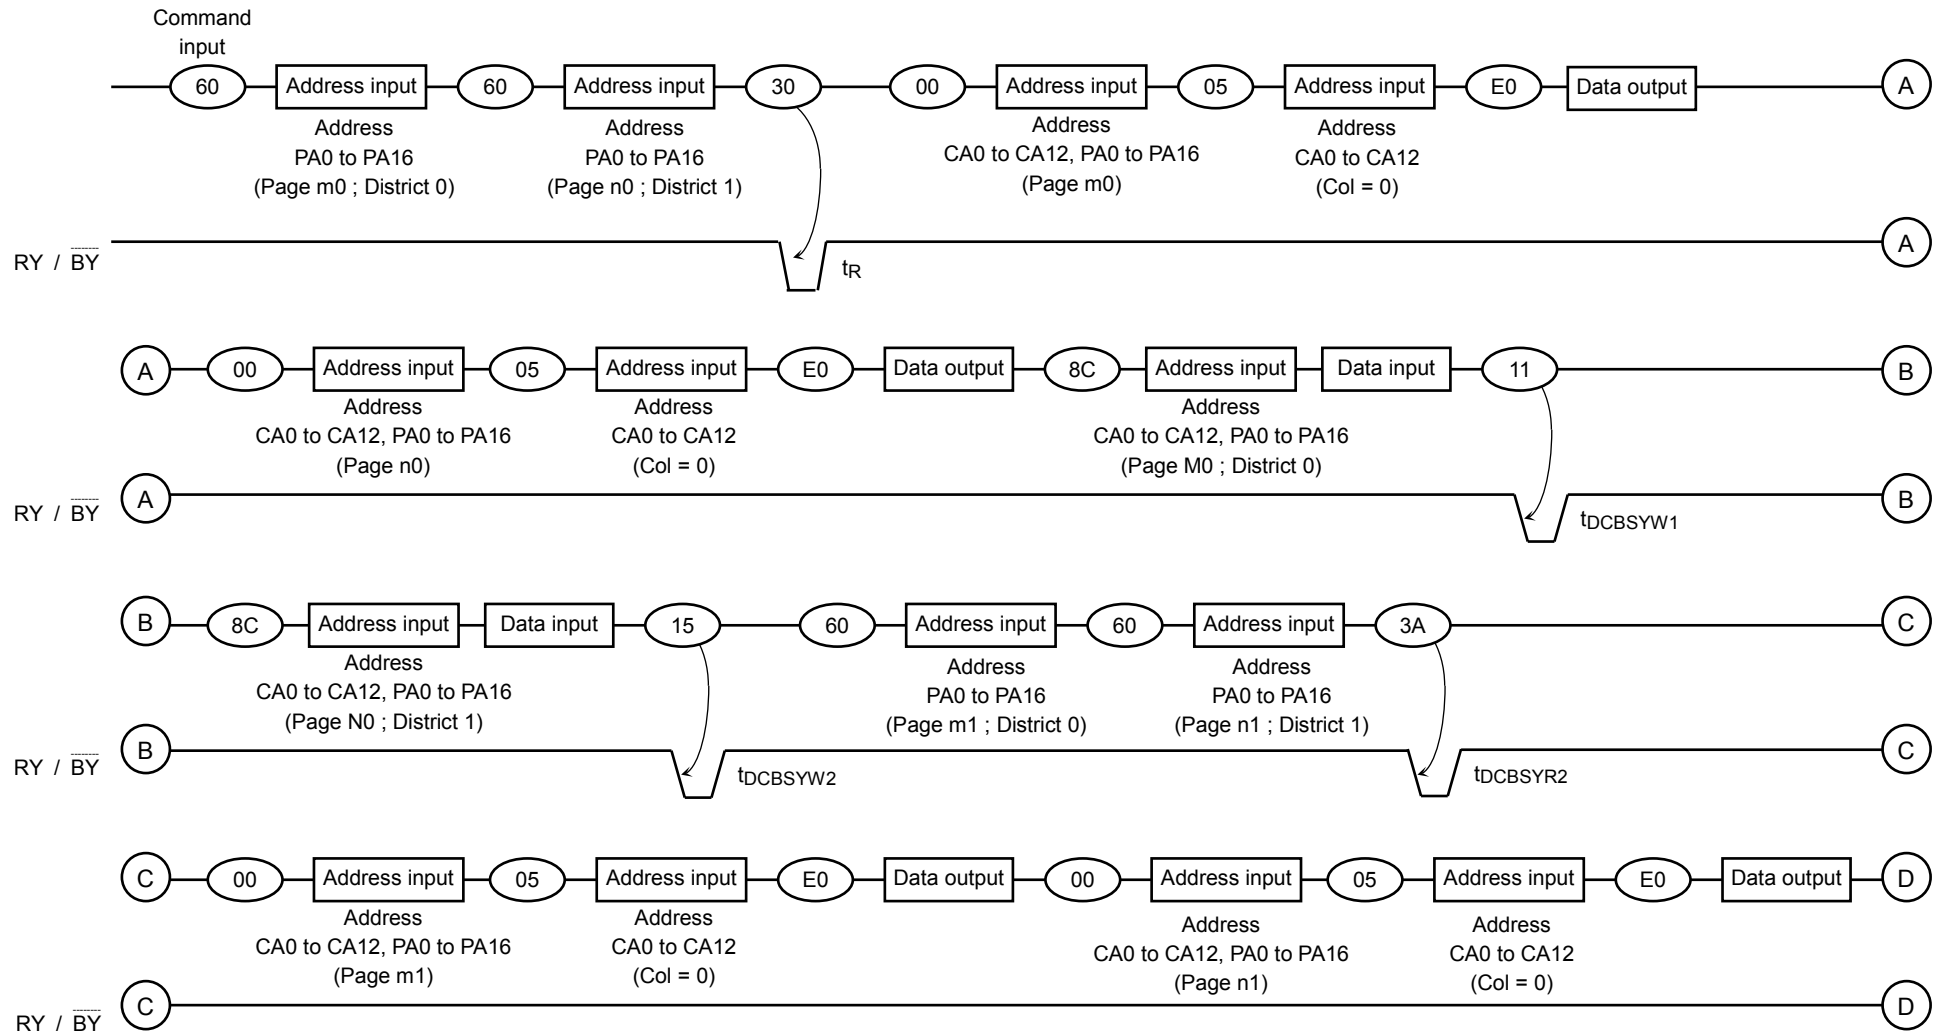 Command
input
60 Address input 60 Address input 30 00 Address input 05 Address input E0 Data output A
Address
PA0 to PA16
(Page m0 ; District 0)
Address
PA0 to PA16
(Page n0 ; District 1)
Address
CA0 to CA12, PA0 to PA16
(Page m0)
Address
CA0 to CA12
(Col = 0)
RY / BY A
tR
A 00 Address input 05 Address input E0 Data output 8C Address input Data input 11 B
Address
CA0 to CA12, PA0 to PA16
(Page n0)
Address
CA0 to CA12
(Col = 0)
Address
CA0 to CA12, PA0 to PA16
(Page M0 ; District 0)
RY / BY A B
tDCBSYW1
B 8C Address input Data input 15 60 Address input 60 Address input 3A C
Address
CA0 to CA12, PA0 to PA16
(Page N0 ; District 1)
Address
PA0 to PA16
(Page m1 ; District 0)
Address
PA0 to PA16
(Page n1 ; District 1)
RY / BY B C
tDCBSYW2
tDCBSYR2
C 00 Address input 05 Address input E0 Data output 00 Address input 05 Address input E0 Data output D
Address
CA0 to CA12, PA0 to PA16
(Page m1)
Address
CA0 to CA12
(Col = 0)
Address
CA0 to CA12, PA0 to PA16
(Page n1)
Address
CA0 to CA12
(Col = 0)
RY / BY C D